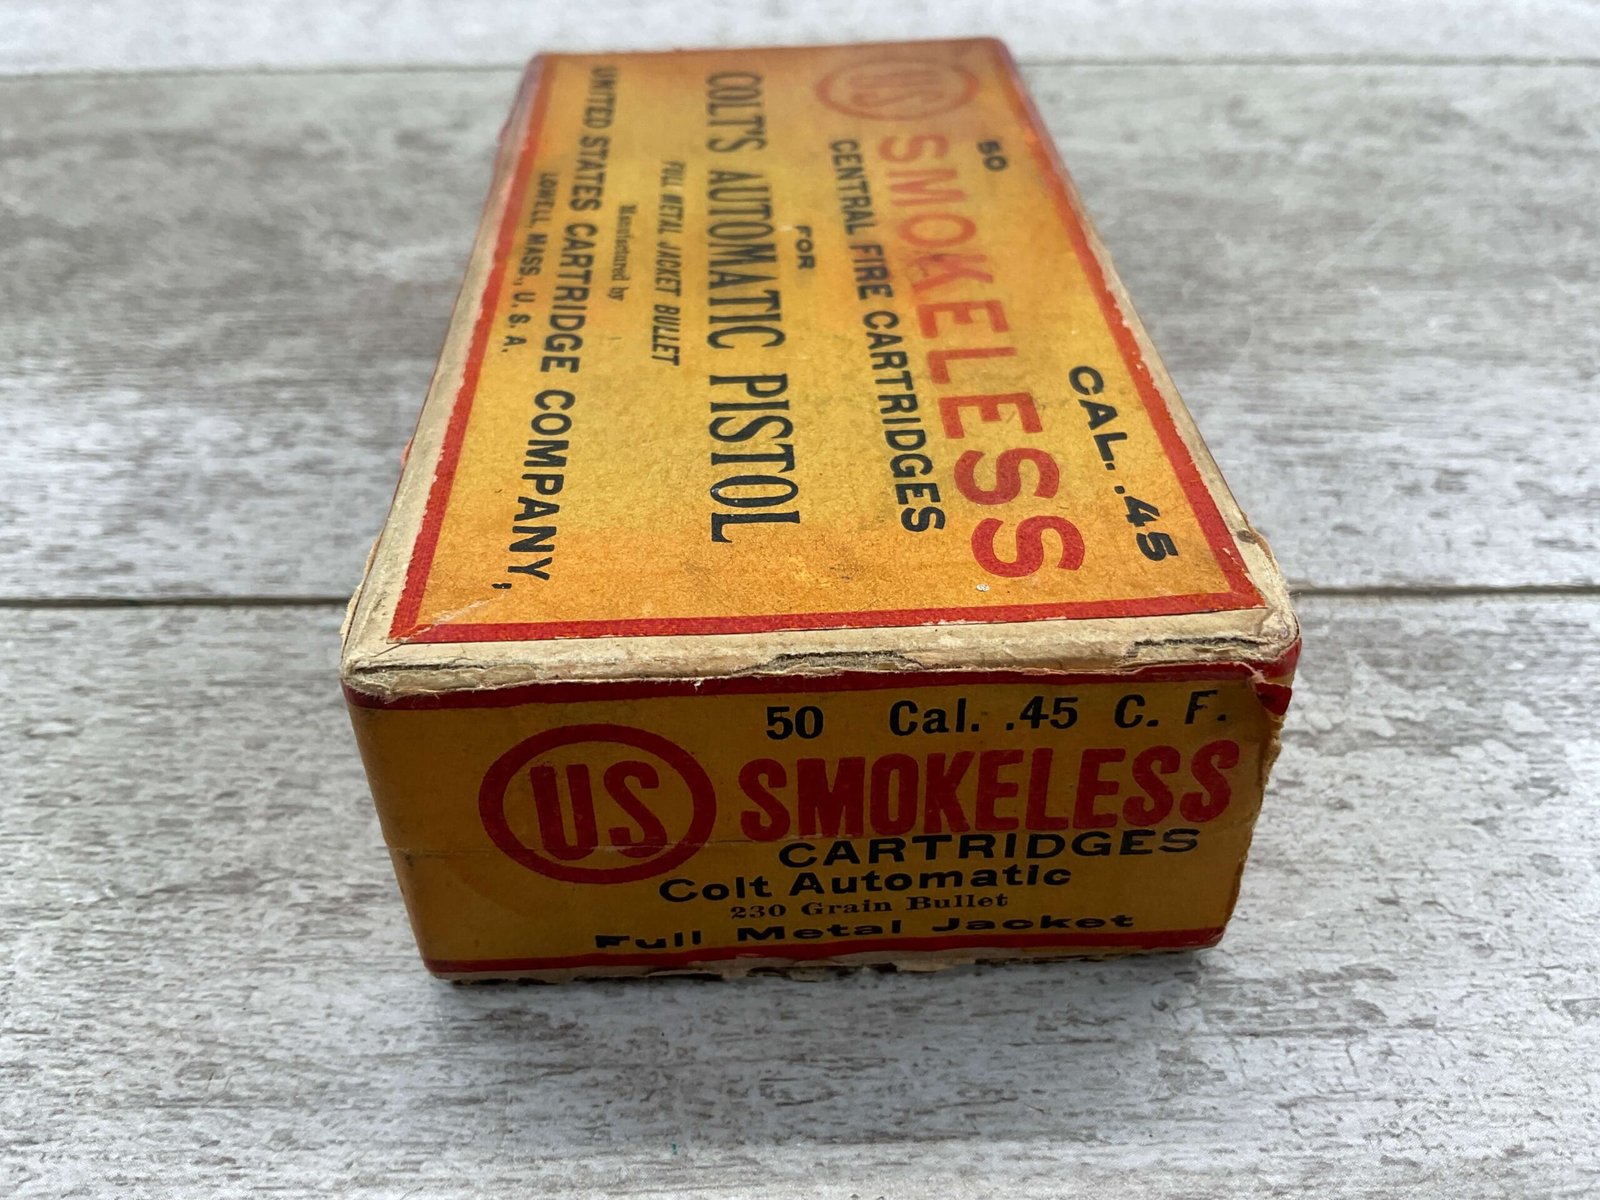 50 CAL. .45
US SMOKELESS
CENTRAL FIRE CARTRIDGES
FOR
COLT'S AUTOMATIC PISTOL
FULL METAL JACKET BULLET
Manufactured by
UNITED STATES CARTRIDGE COMPANY,
LOWELL, MASS., U. S. A.
50 Cal. .45 C. F.
US SMOKELESS
CARTRIDGES
Colt Automatic
230 Grain Bullet
Full Metal Jacket